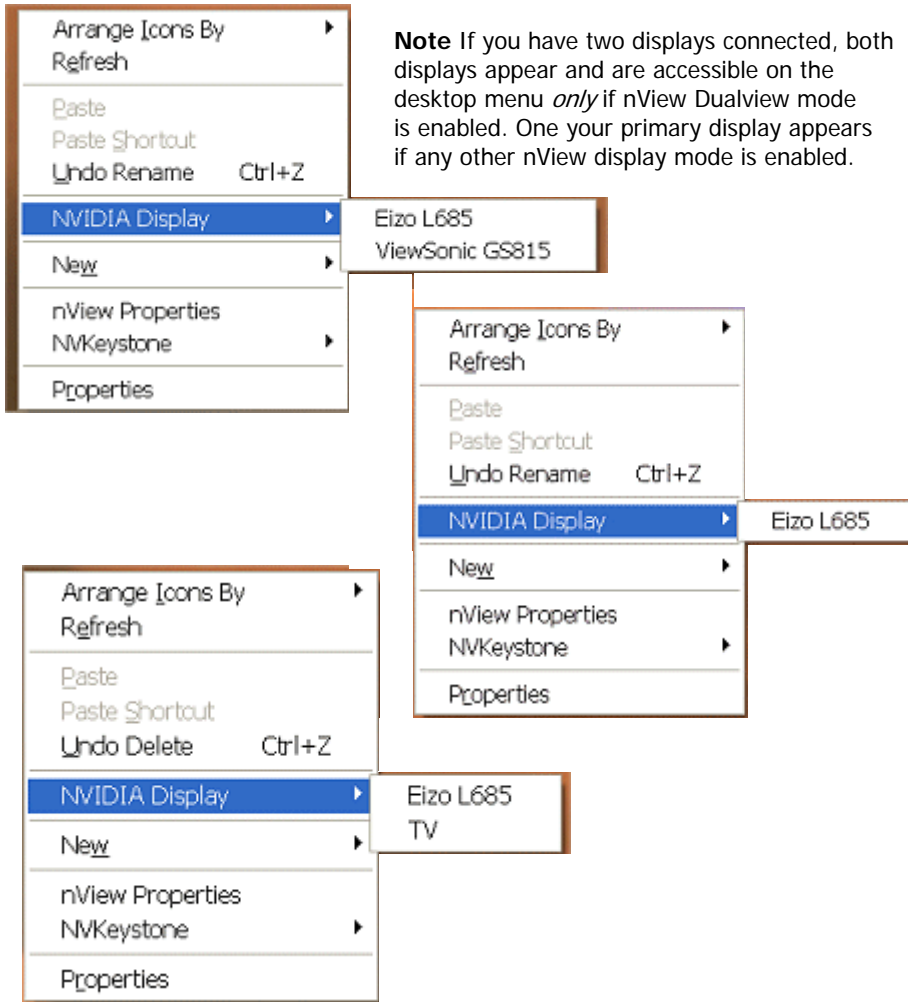 Arrange Icons By
Refresh
Paste
Paste Shortcut
Undo Rename Ctrl+Z
NVIDIA Display
New
nView Properties
NVKeystone
Properties
Eizo L685
ViewSonic GS815
Note If you have two displays connected, both
displays appear and are accessible on the
desktop menu only if nView Dualview mode
is enabled. One your primary display appears
if any other nView display mode is enabled.
Arrange Icons By
Refresh
Paste
Paste Shortcut
Undo Rename Ctrl+Z
NVIDIA Display
New
nView Properties
NVKeystone
Properties
Eizo L685
Arrange Icons By
Refresh
Paste
Paste Shortcut
Undo Delete Ctrl+Z
NVIDIA Display
New
nView Properties
NVKeystone
Properties
Eizo L685
TV